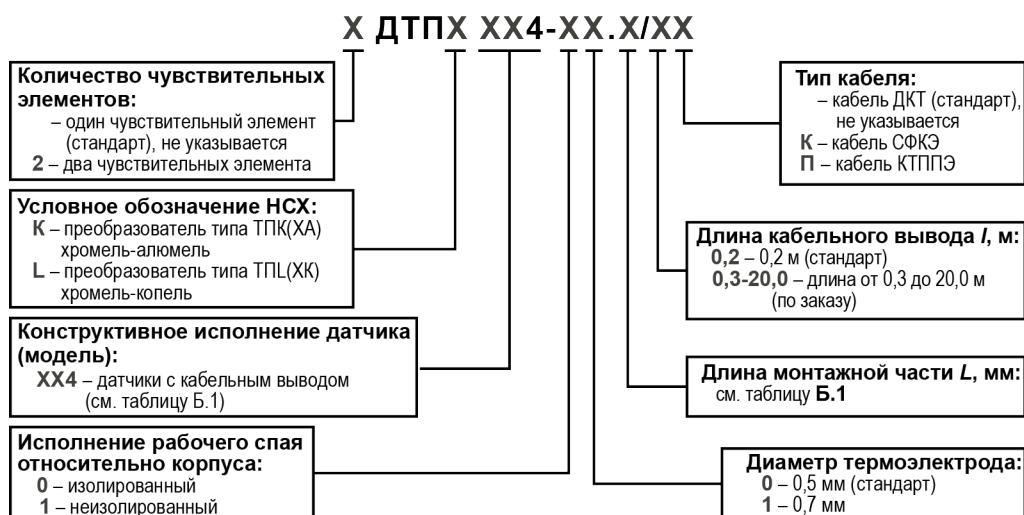 Х ДТПХ ХХ4-ХХ.Х/ХХ
Количество чувствительных
элементов:
– один чувствительный элемент
(стандарт), не указывается
2 – два чувствительных элемента
Условное обозначение НСХ:
К – преобразователь типа ТПК(ХА)
хромель-алюмель
L – преобразователь типа ТПL(ХК)
хромель-копель
Конструктивное исполнение датчика
(модель):
ХХ4 – датчики с кабельным выводом
(см. таблицу Б.1)
Исполнение рабочего спая
относительно корпуса:
0 – изолированный
1 – неизолированный
Тип кабеля:
– кабель ДКТ (стандарт),
не указывается
К – кабель СФКЭ
П – кабель КТППЭ
Длина кабельного вывода l, м:
0,2 – 0,2 м (стандарт)
0,3-20,0 – длина от 0,3 до 20,0 м
(по заказу)
Длина монтажной части L, мм:
см. таблицу Б.1
Диаметр термоэлектрода:
0 – 0,5 мм (стандарт)
1 – 0,7 мм